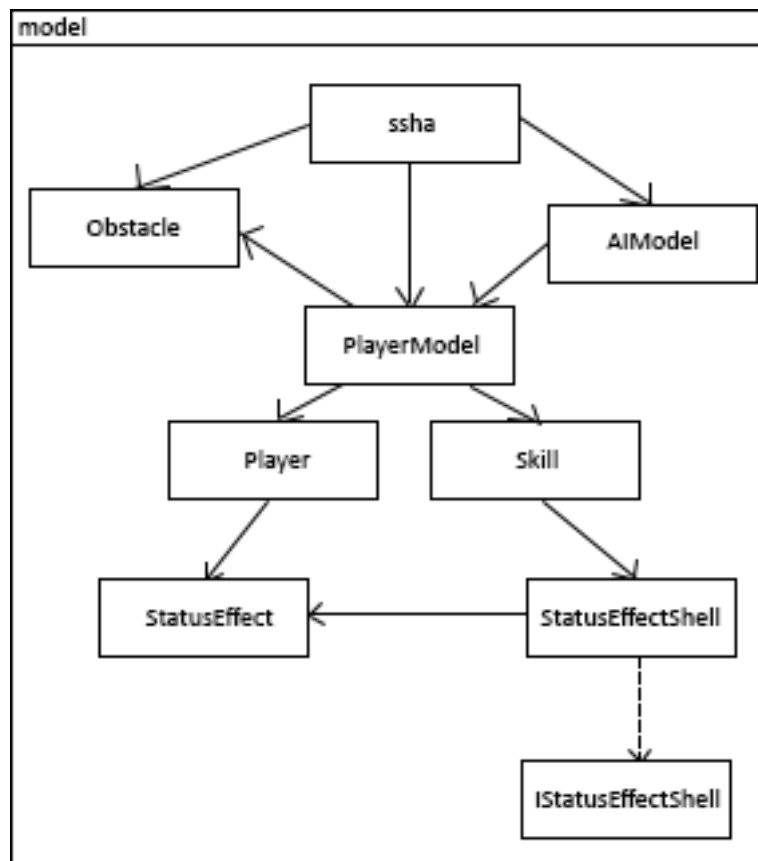 model
ssha
Obstacle
AIModel
PlayerModel
Player
Skill
StatusEffect
StatusEffectShell
IStatusEffectShell